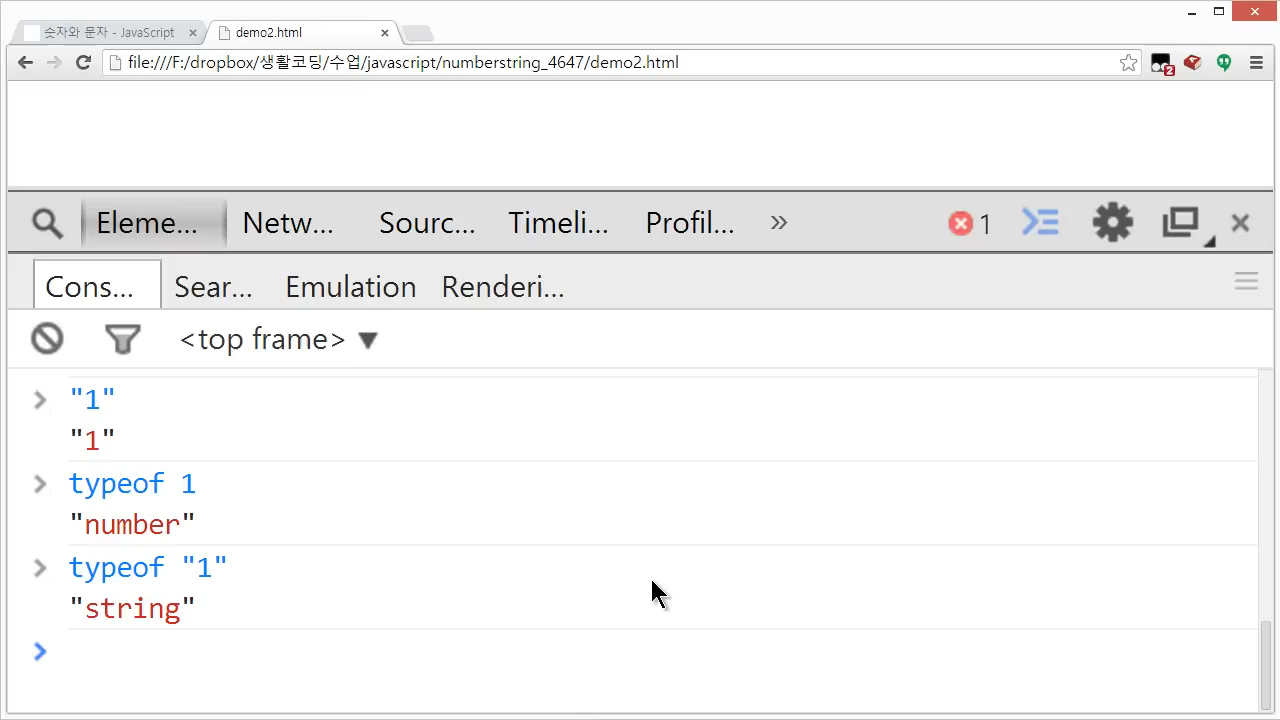 숫자와 문자 - JavaScript
demo2.html
file:///F:/dropbox/생활코딩/수업/javascript/numberstring_4647/demo2.html
2
Eleme... Netw... Sourc... Timeli... Profil... » 1
Cons... Sear... Emulation Renderi...
<top frame> ▼
> "1"
"1"
> typeof 1
"number"
> typeof "1"
"string"
>